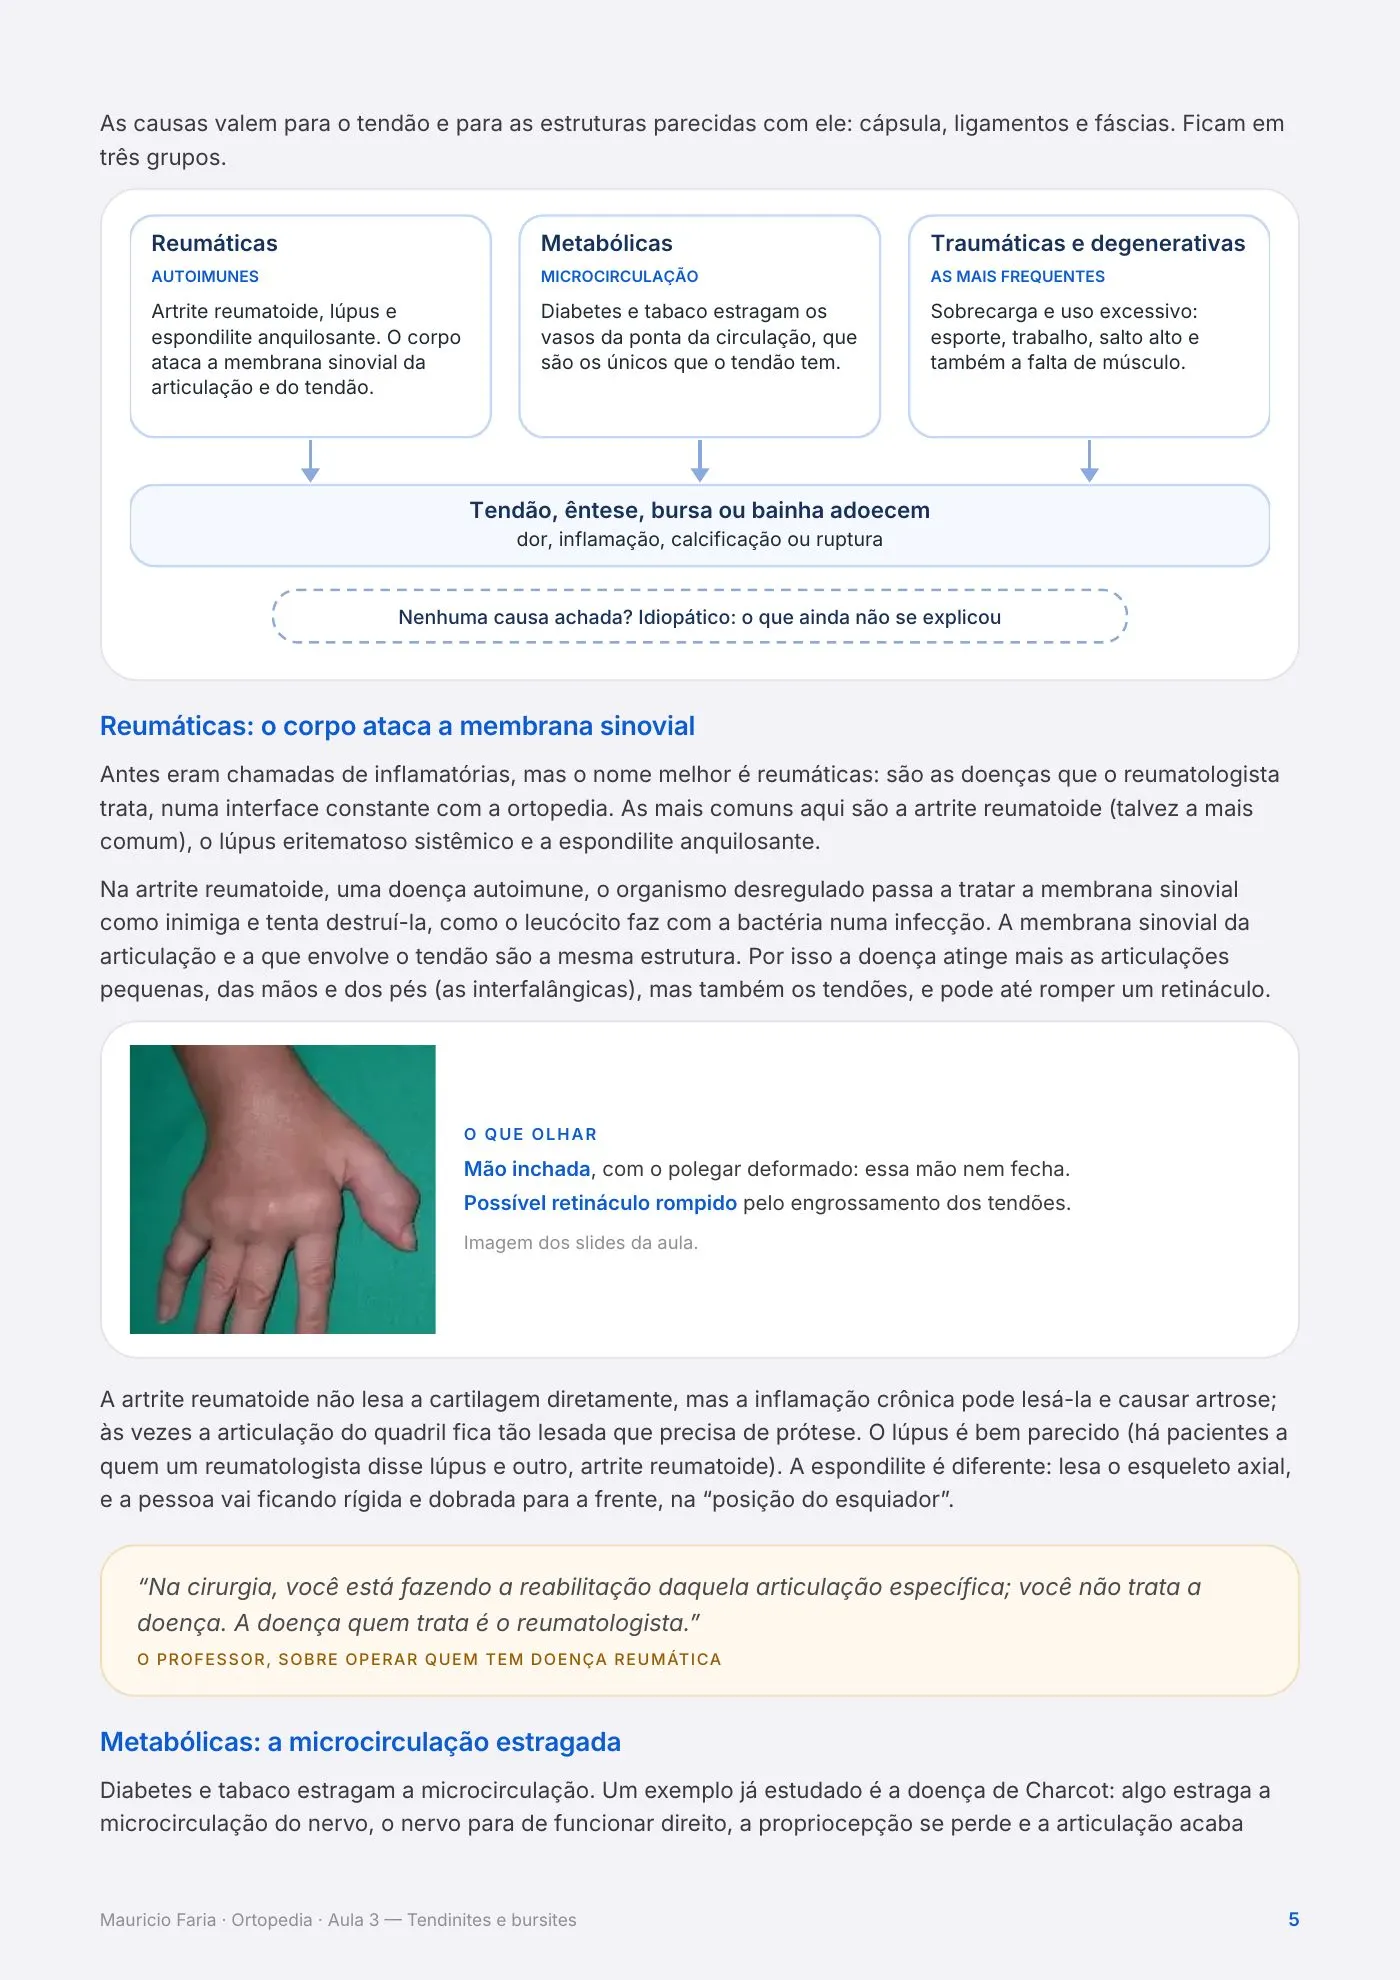 As causas valem para o tendão e para as estruturas parecidas com ele: cápsula, ligamentos e fáscias. Ficam em
três grupos.
Reumáticas
AUTOIMUNES
Artrite reumatoide, lúpus e
espondilite anquilosante. O corpo
ataca a membrana sinovial da
articulação e do tendão.
Metabólicas
MICROCIRCULAÇÃO
Diabetes e tabaco estragam os
vasos da ponta da circulação, que
são os únicos que o tendão tem.
Traumáticas e degenerativas
AS MAIS FREQUENTES
Sobrecarga e uso excessivo:
esporte, trabalho, salto alto e
também a falta de músculo.
Tendão, êntese, bursa ou bainha adoecem
dor, inflamação, calcificação ou ruptura
Nenhuma causa achada? Idiopático: o que ainda não se explicou
Reumáticas: o corpo ataca a membrana sinovial
Antes eram chamadas de inflamatórias, mas o nome melhor é reumáticas: são as doenças que o reumatologista
trata, numa interface constante com a ortopedia. As mais comuns aqui são a artrite reumatoide (talvez a mais
comum), o lúpus eritematoso sistêmico e a espondilite anquilosante.
Na artrite reumatoide, uma doença autoimune, o organismo desregulado passa a tratar a membrana sinovial
como inimiga e tenta destruí-la, como o leucócito faz com a bactéria numa infecção. A membrana sinovial da
articulação e a que envolve o tendão são a mesma estrutura. Por isso a doença atinge mais as articulações
pequenas, das mãos e dos pés (as interfalângicas), mas também os tendões, e pode até romper um retináculo.
O QUE OLHAR
Mão inchada, com o polegar deformado: essa mão nem fecha.
Possível retináculo rompido pelo engrossamento dos tendões.
Imagem dos slides da aula.
A artrite reumatoide não lesa a cartilagem diretamente, mas a inflamação crônica pode lesá-la e causar artrose;
às vezes a articulação do quadril fica tão lesada que precisa de prótese. O lúpus é bem parecido (há pacientes a
quem um reumatologista disse lúpus e outro, artrite reumatoide). A espondilite é diferente: lesa o esqueleto axial,
e a pessoa vai ficando rígida e dobrada para a frente, na “posição do esquiador”.
“Na cirurgia, você está fazendo a reabilitação daquela articulação específica; você não trata a
doença. A doença quem trata é o reumatologista.”
O PROFESSOR, SOBRE OPERAR QUEM TEM DOENÇA REUMÁTICA
Metabólicas: a microcirculação estragada
Diabetes e tabaco estragam a microcirculação. Um exemplo já estudado é a doença de Charcot: algo estraga a
microcirculação do nervo, o nervo para de funcionar direito, a propriocepção se perde e a articulação acaba
Mauricio Faria · Ortopedia · Aula 3 — Tendinites e bursites
5